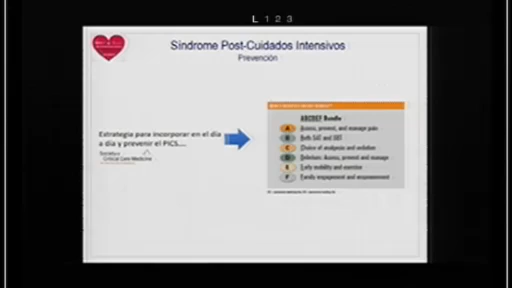 L 1 2 3
Síndrome Post-Cuidados Intensivos
Prevención
Estrategia para incorporar en el día
a día y prevenir el PICS....
Critical Care Medicine
ABCDEF Bundle
A Assess, prevent, and manage pain
B Both SAT and SBT
C Choice of analgesia and sedation
D Delirium: Assess, prevent and manage
E Early mobility and exercise
F Family engagement and empowerment